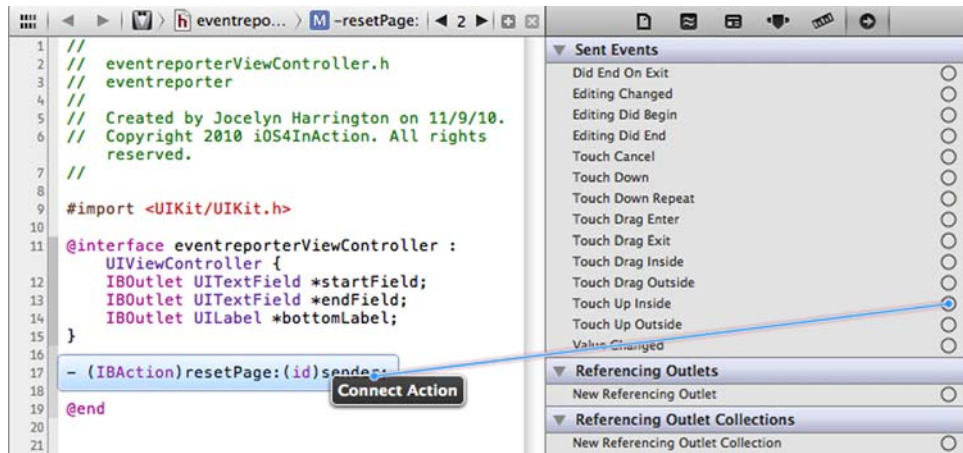 h eventrepo... M -resetPage: 2
1 //
2 // eventreporterViewController.h
3 // eventreporter
4 //
5 // Created by Jocelyn Harrington on 11/9/10.
6 // Copyright 2010 iOS4InAction. All rights
reserved.
7 //
8
9 #import <UIKit/UIKit.h>
10
11 @interface eventreporterViewController :
UIViewController {
12 IBOutlet UITextField *startField;
13 IBOutlet UITextField *endField;
14 IBOutlet UILabel *bottomLabel;
15 }
16
17 - (IBAction)resetPage:(id)sender;
Connect Action
18
19 @end
20
21
Sent Events
Did End On Exit
Editing Changed
Editing Did Begin
Editing Did End
Touch Cancel
Touch Down
Touch Down Repeat
Touch Drag Enter
Touch Drag Exit
Touch Drag Inside
Touch Drag Outside
Touch Up Inside
Touch Up Outside
Value Changed
Referencing Outlets
New Referencing Outlet
Referencing Outlet Collections
New Referencing Outlet Collection